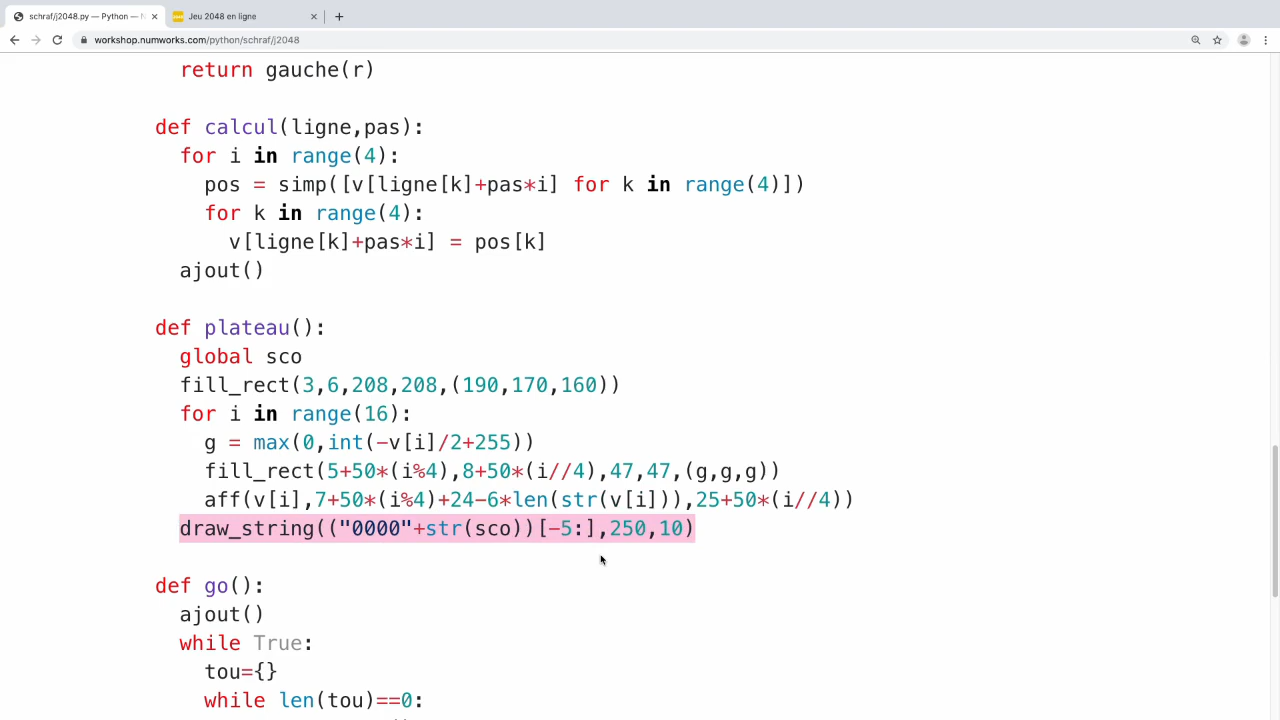 schraf/j2048.py — Python — N
Jeu 2048 en ligne
workshop.numworks.com/python/schraf/j2048
return gauche(r)
def calcul(ligne,pas):
for i in range(4):
pos = simp([v[ligne[k]+pas*i] for k in range(4)])
for k in range(4):
v[ligne[k]+pas*i] = pos[k]
ajout()
def plateau():
global sco
fill_rect(3,6,208,208,(190,170,160))
for i in range(16):
g = max(0,int(-v[i]/2+255))
fill_rect(5+50*(i%4),8+50*(i//4),47,47,(g,g,g))
aff(v[i],7+50*(i%4)+24-6*len(str(v[i])),25+50*(i//4))
draw_string(("0000"+str(sco))[-5:],250,10)
def go():
ajout()
while True:
tou={}
while len(tou)==0: